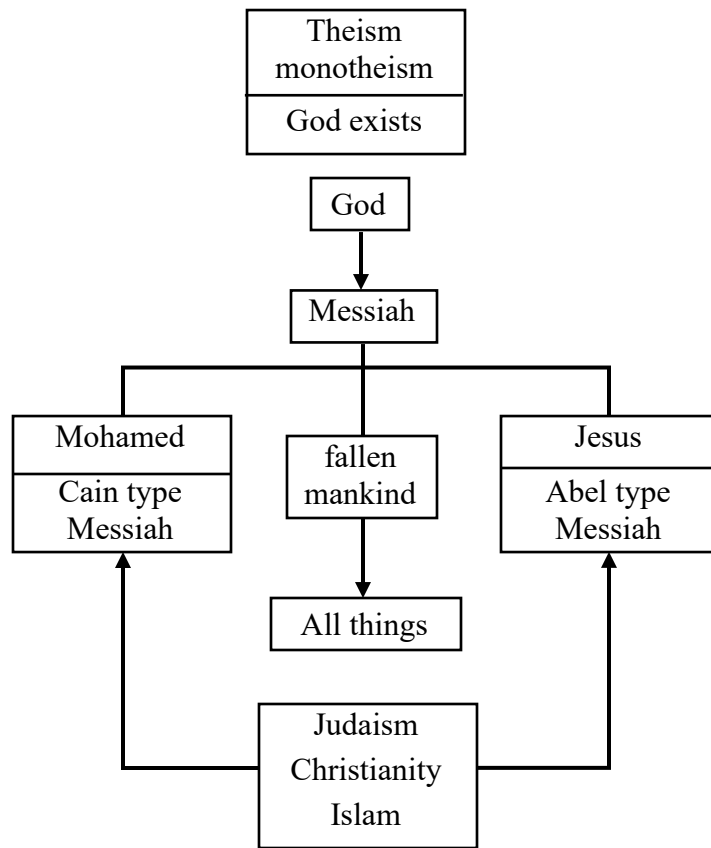 Theism
monotheism
God exists
God
Messiah
Mohamed
Cain type
Messiah
fallen
mankind
Jesus
Abel type
Messiah
All things
Judaism
Christianity
Islam